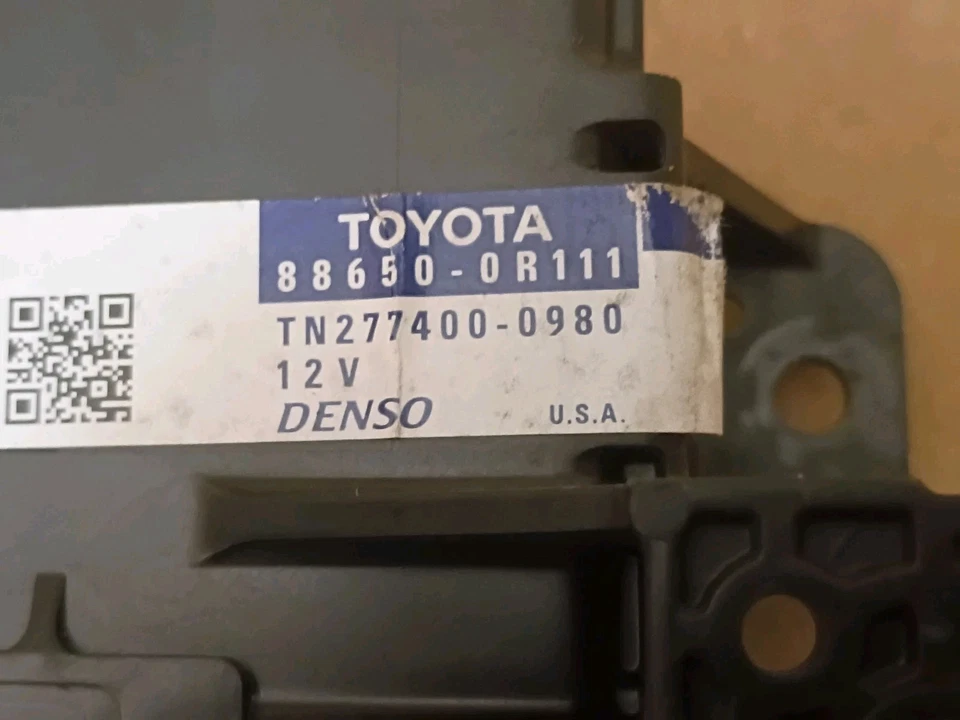 TOYOTA
88650-0R111
TN277400-0980
12V
DENSO U.S.A.